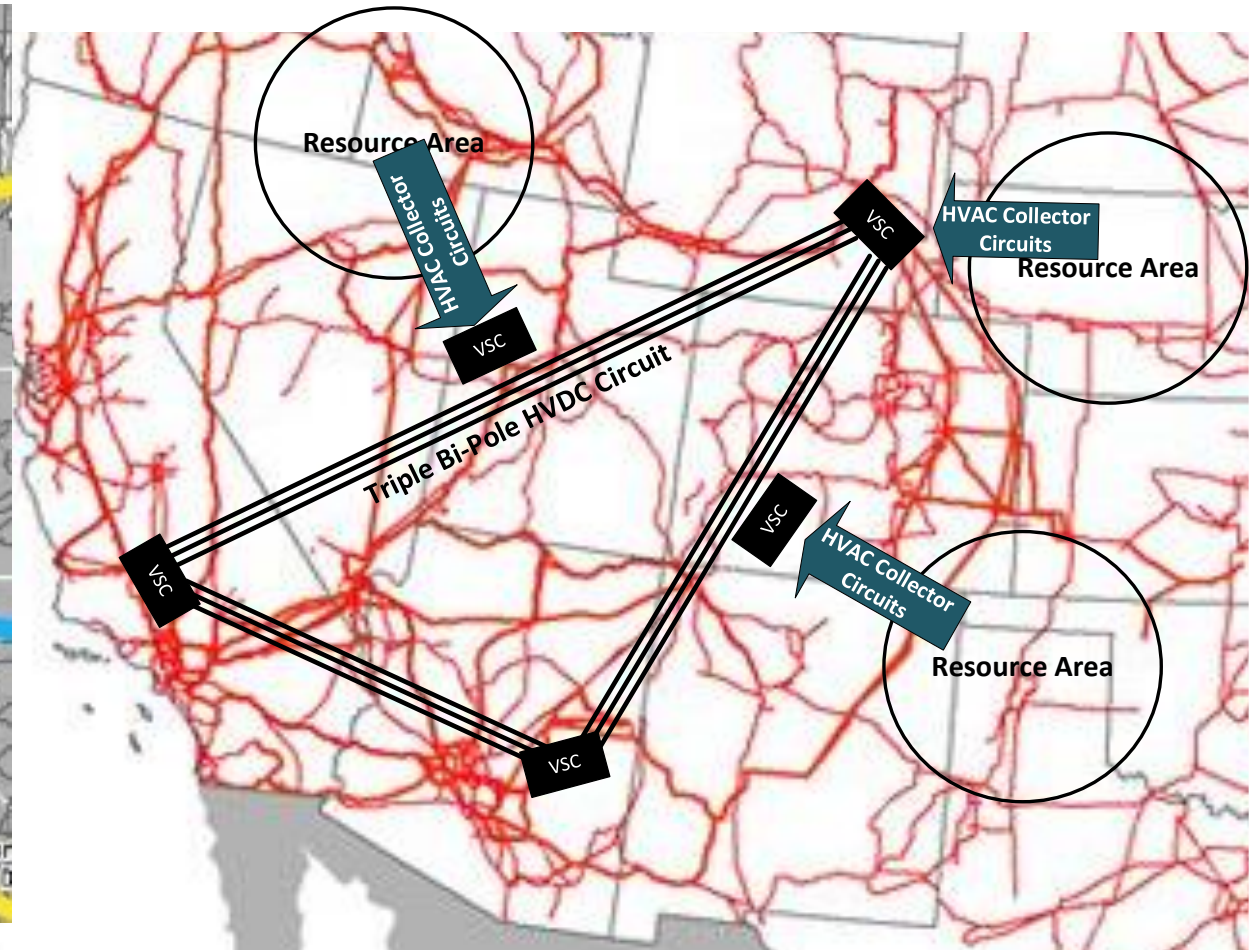 Resource Area
HVAC Collector
Circuits
VSC
HVAC Collector
Circuits
Resource Area
VSC
VSC
Triple Bi-Pole HVDC Circuit
VSC
HVAC Collector
Circuits
VSC
Resource Area
VSC